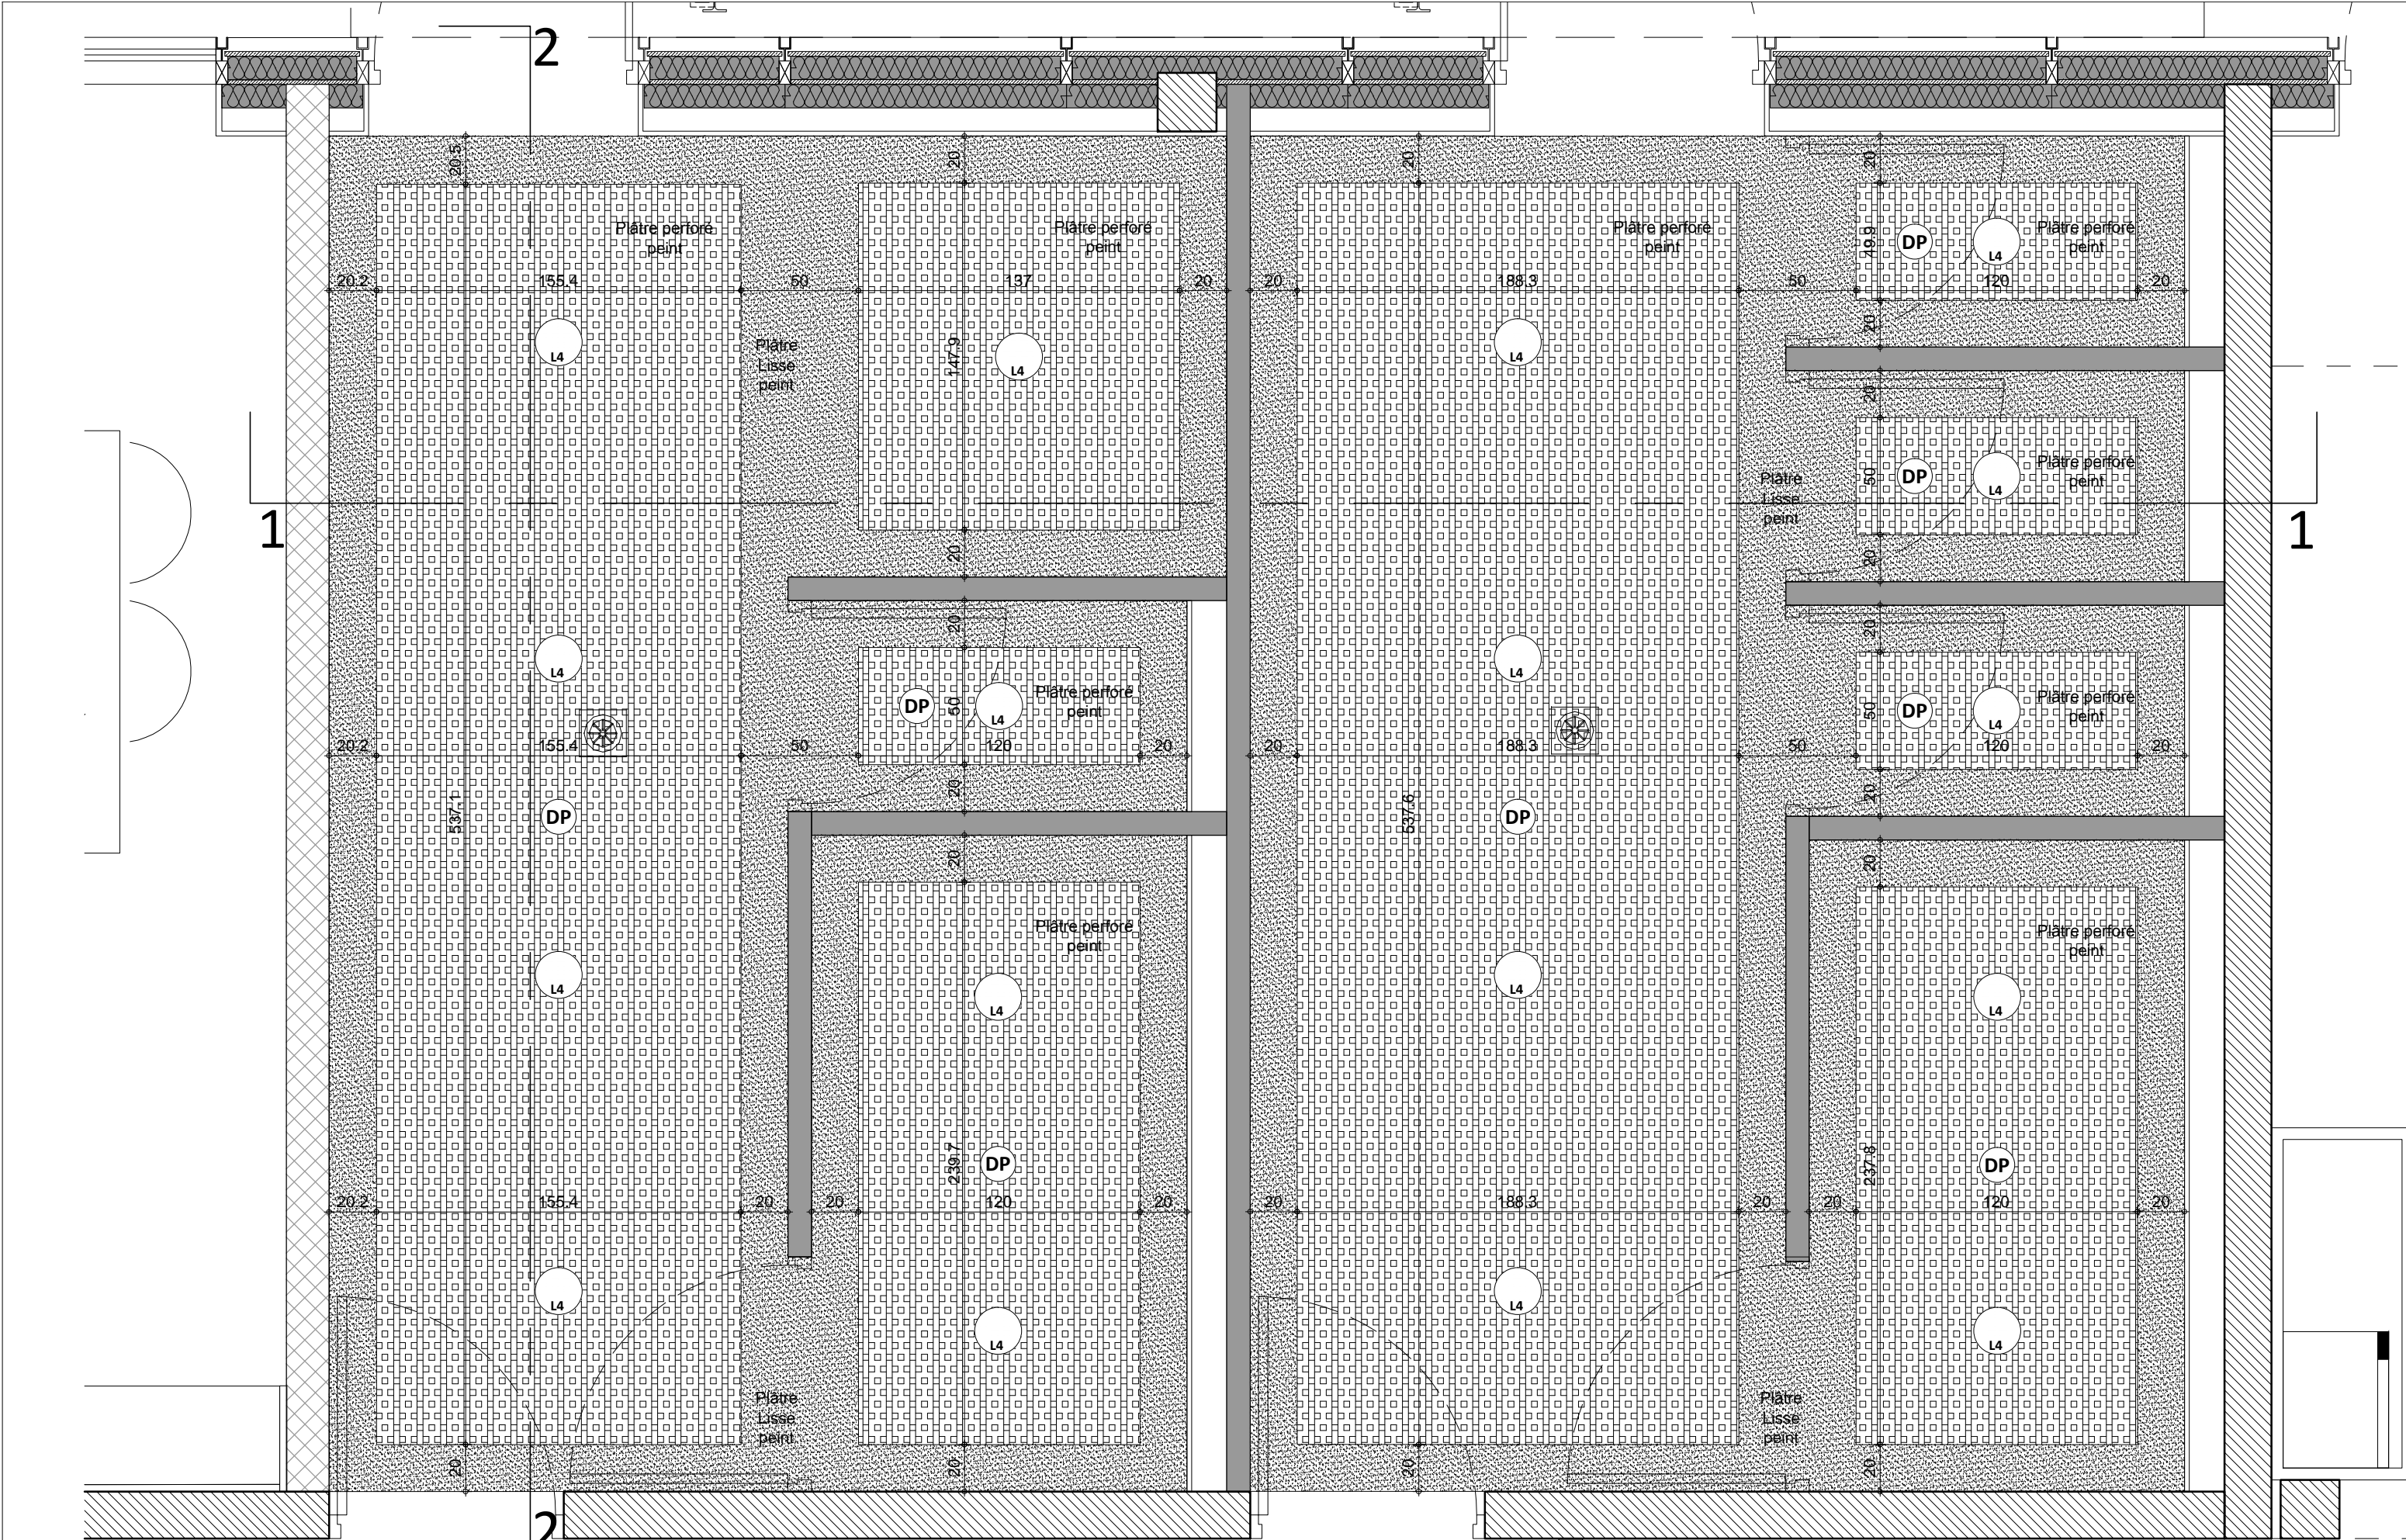 2
20.5
20
20
20
Plâtre perforé
peint
Plâtre perforé
peint
Plâtre perforé
peint
49.9
DP
L4
Plâtre perforé
peint
20.2
155.4
50
137
20
20
188.3
50
120
20
L4
Plâtre
Lisse
peint
147.9
L4
L4
20
20
Plâtre
Lisse
peint
50
DP
L4
Plâtre perforé
peint
1
1
20
20
20
20
L4
DP
50
L4
Plâtre perforé
peint
L4
50
DP
L4
Plâtre perforé
peint
20.2
155.4
50
120
20
20
188.3
50
120
20
20
20
537.1
DP
537.6
DP
20
20
Plâtre perforé
peint
Plâtre perforé
peint
L4
L4
L4
L4
239.7
DP
237.8
DP
20.2
155.4
20
20
120
20
20
188.3
20
20
120
20
L4
L4
L4
L4
Plâtre
Lisse
peint
Plâtre
Lisse
peint
20
20
20
20
2